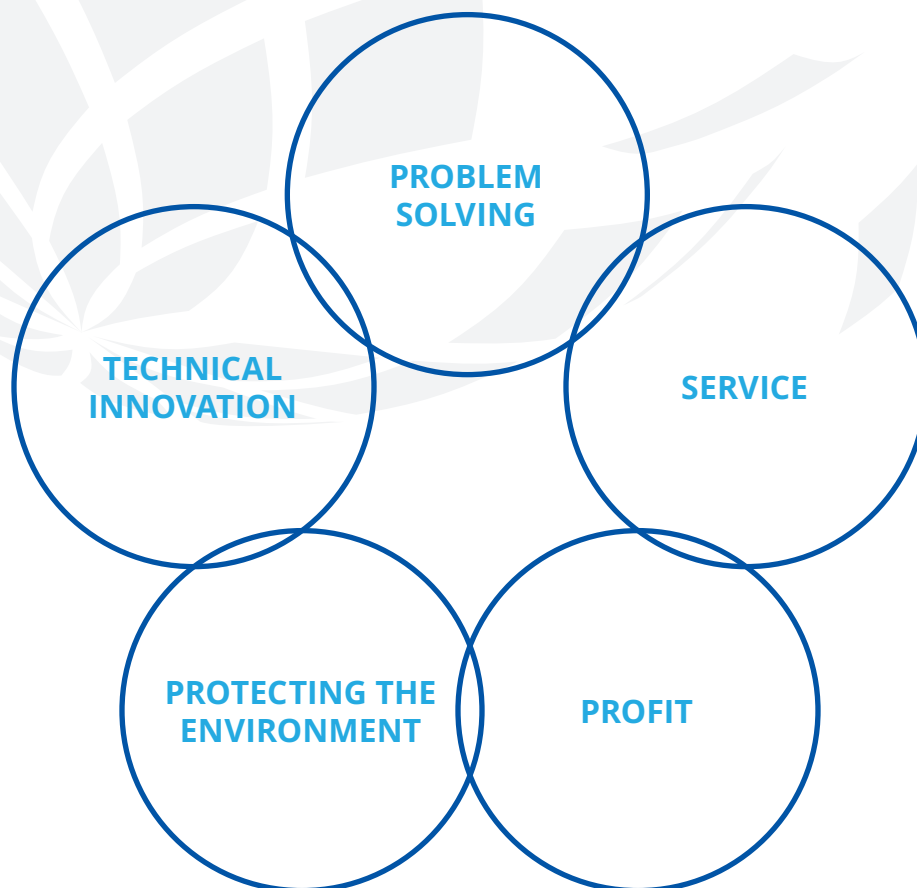 PROBLEM
SOLVING
TECHNICAL
INNOVATION
SERVICE
PROTECTING THE
ENVIRONMENT
PROFIT